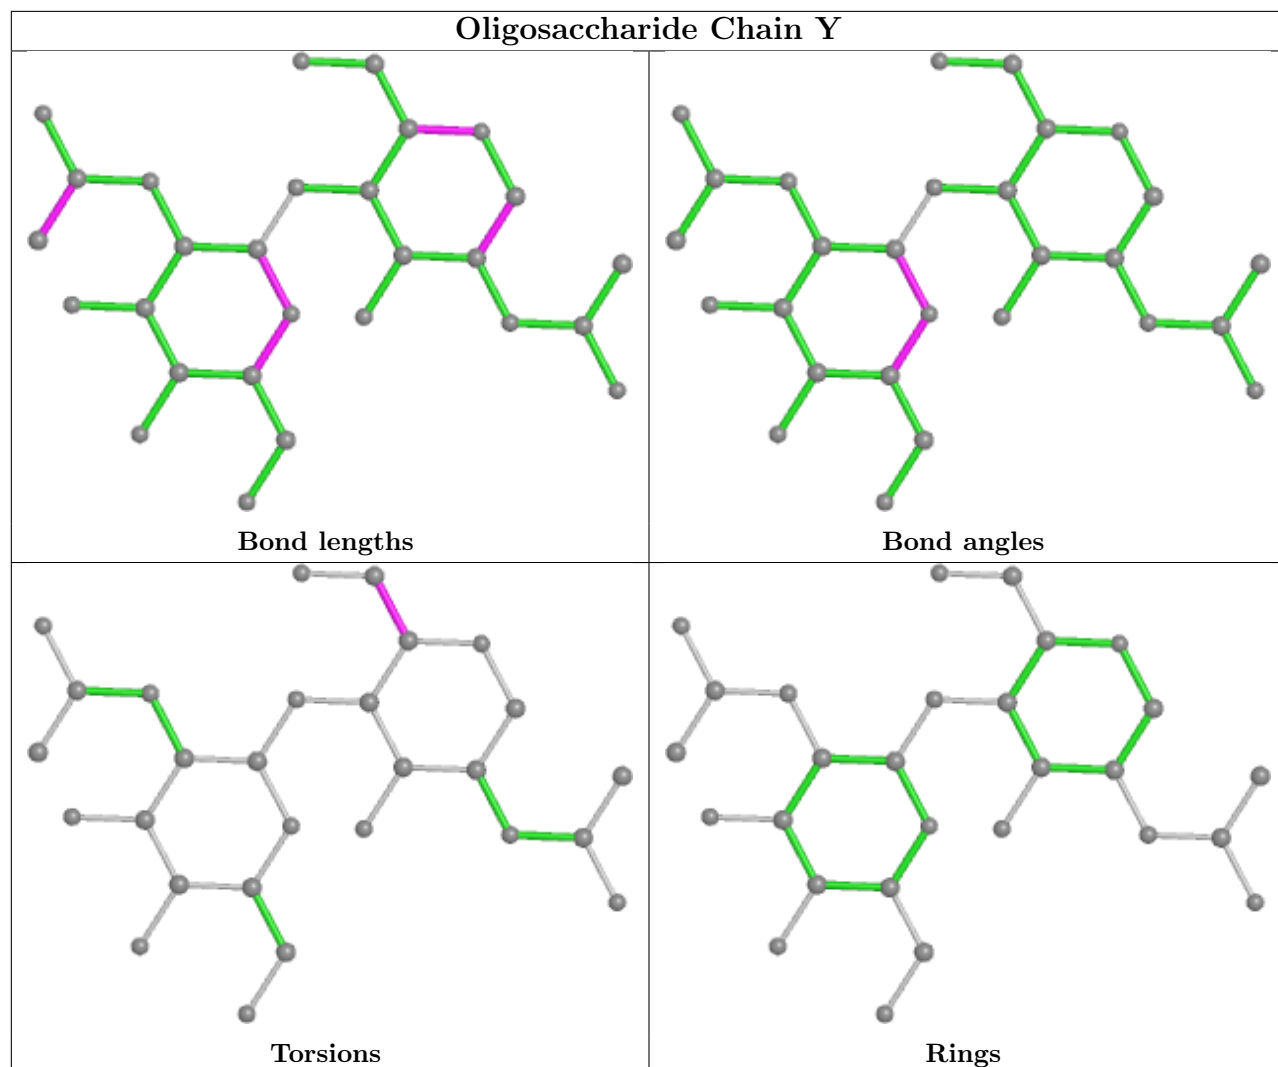 Oligosaccharide Chain Y
Bond lengths
Bond angles
Torsions
Rings